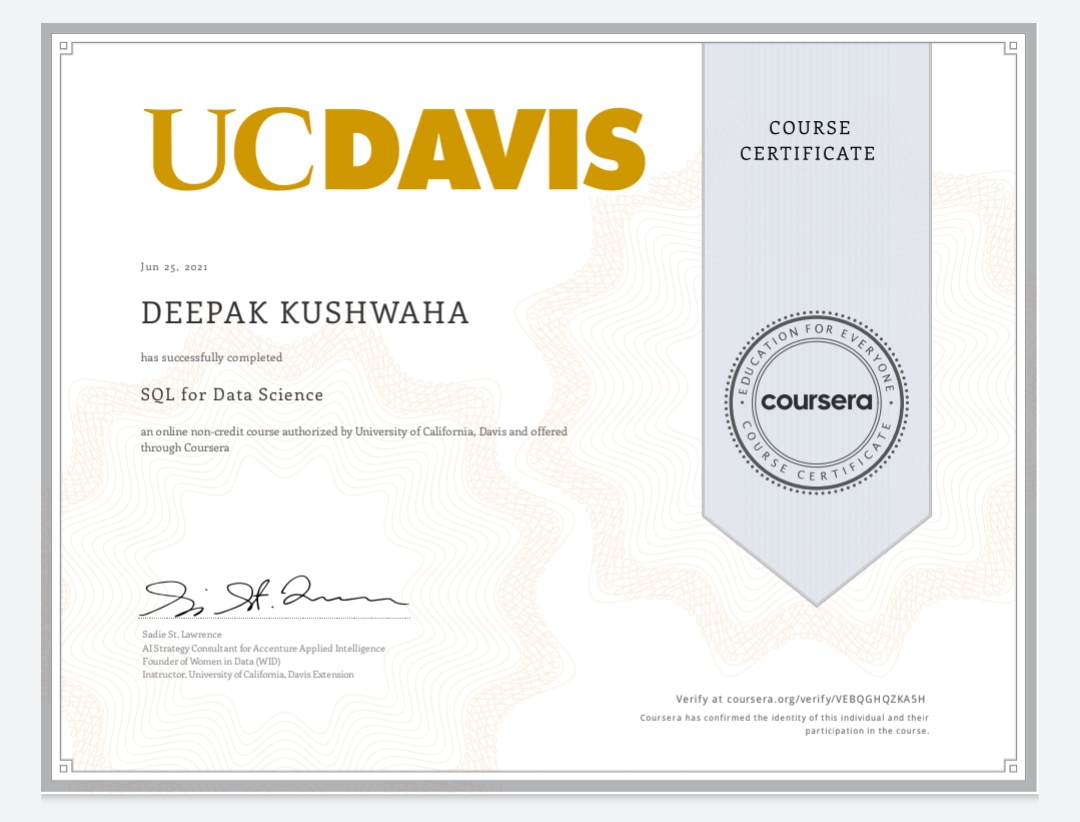 UCDAVIS
COURSE
CERTIFICATE
Jun 25, 2021
DEEPAK KUSHWAHA
has successfully completed
SQL for Data Science
an online non-credit course authorized by University of California, Davis and offered
through Coursera
EDUCATION FOR EVERYONE
coursera
COURSE CERTIFICATE
Sadie St. Lawrence
AI Strategy Consultant for Accenture Applied Intelligence
Founder of Women in Data (WID)
Instructor, University of California, Davis Extension
Verify at coursera.org/verify/VEBQGHQZKA5H
Coursera has confirmed the identity of this individual and their
participation in the course.